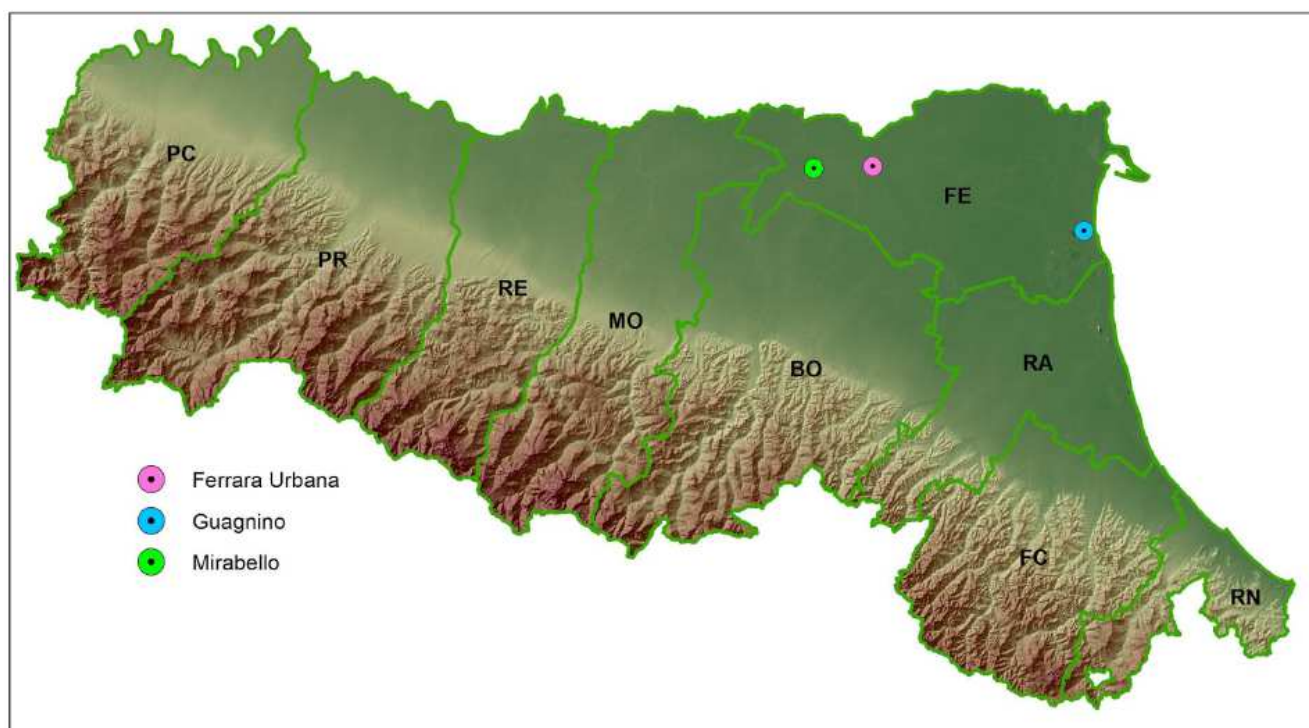 PC
FE
PR
RE
MO
BO
RA
Ferrara Urbana
Guagnino
Mirabello
FC
RN